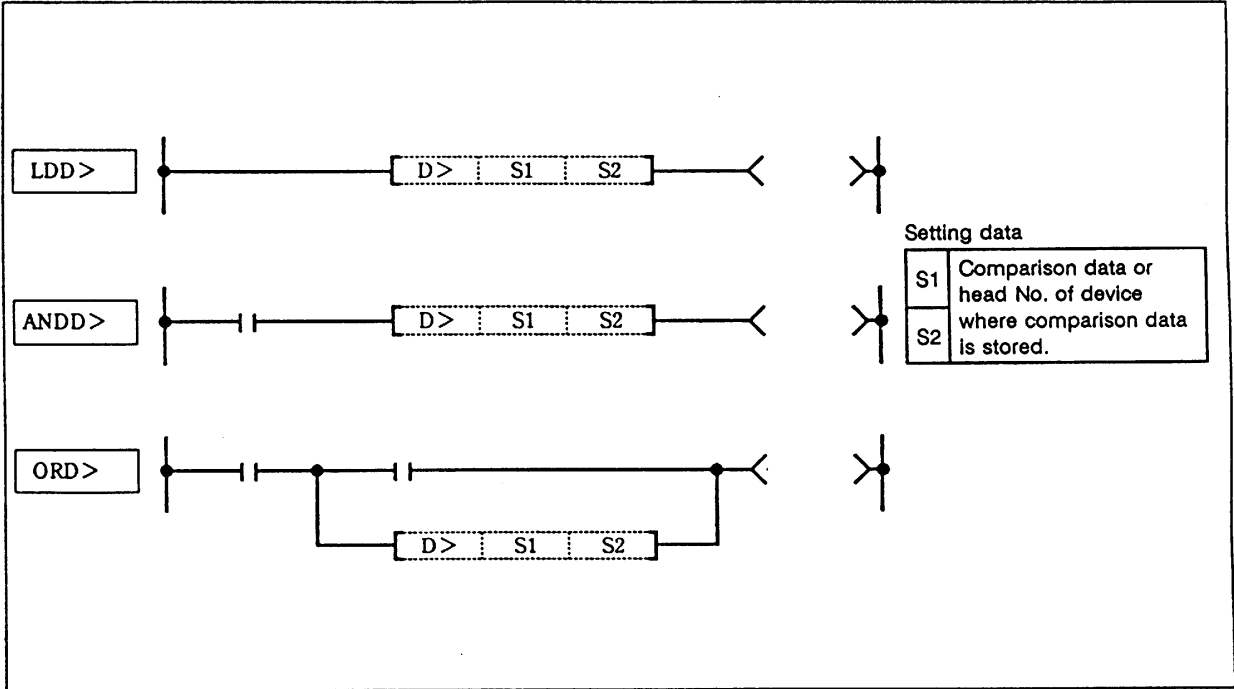 LDD>
D> S1 S2
Setting data
S1 Comparison data or
head No. of device
where comparison data
S2 is stored.
ANDD>
D> S1 S2
ORD>
D> S1 S2